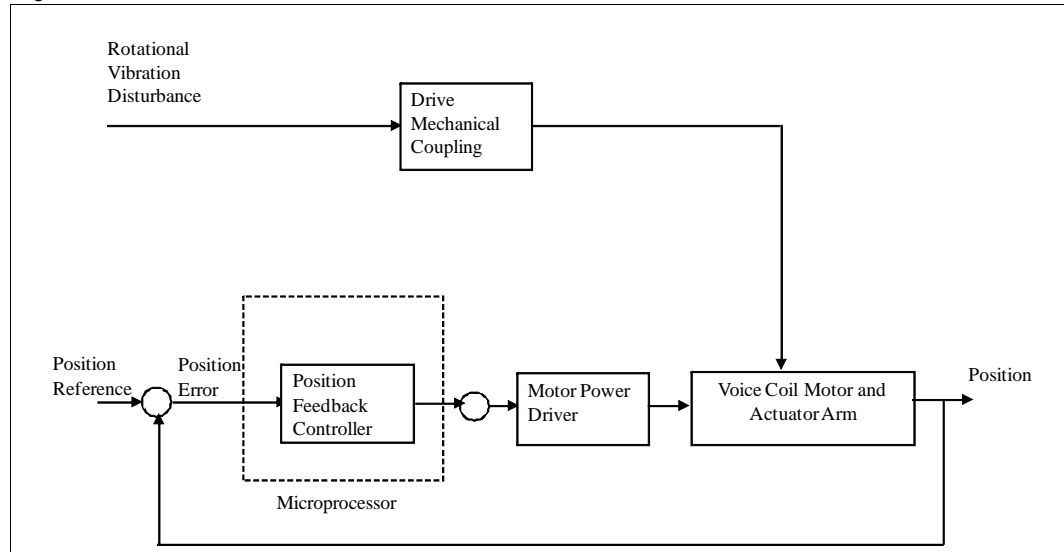 Rotational
Vibration
Disturbance
Drive
Mechanical
Coupling
Position
Reference
Position
Error
Position
Feedback
Controller
Microprocessor
Motor Power
Driver
Voice Coil Motor and
Actuator Arm
Position